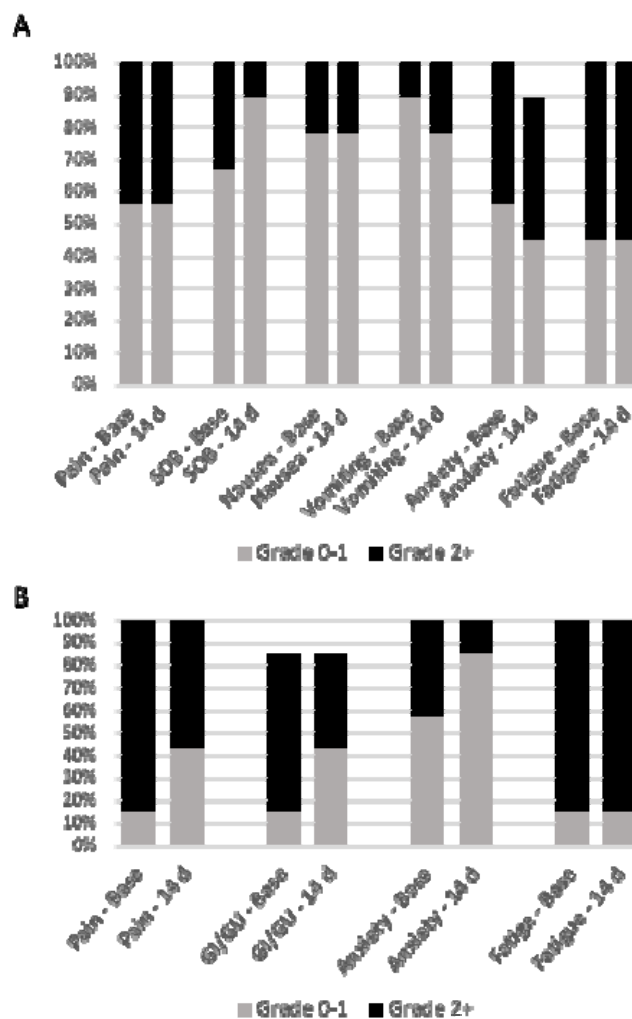 A
100%
90%
80%
70%
60%
50%
40%
30%
20%
10%
0%
Pain - Base
Pain - 14 d
SOB - Base
SOB - 14 d
Nausea - Base
Nausea - 14 d
Vomiting - Base
Vomiting - 14 d
Anxiety - Base
Anxiety - 14 d
Fatigue - Base
Fatigue - 14 d
Grade 0-1 Grade 2+
B
100%
90%
80%
70%
60%
50%
40%
30%
20%
10%
0%
Pain - Base
Pain - 14 d
GI/GU - Base
GI/GU - 14 d
Anxiety - Base
Anxiety - 14 d
Fatige - Base
Fatigue - 14 d
Grade 0-1 Grade 2+